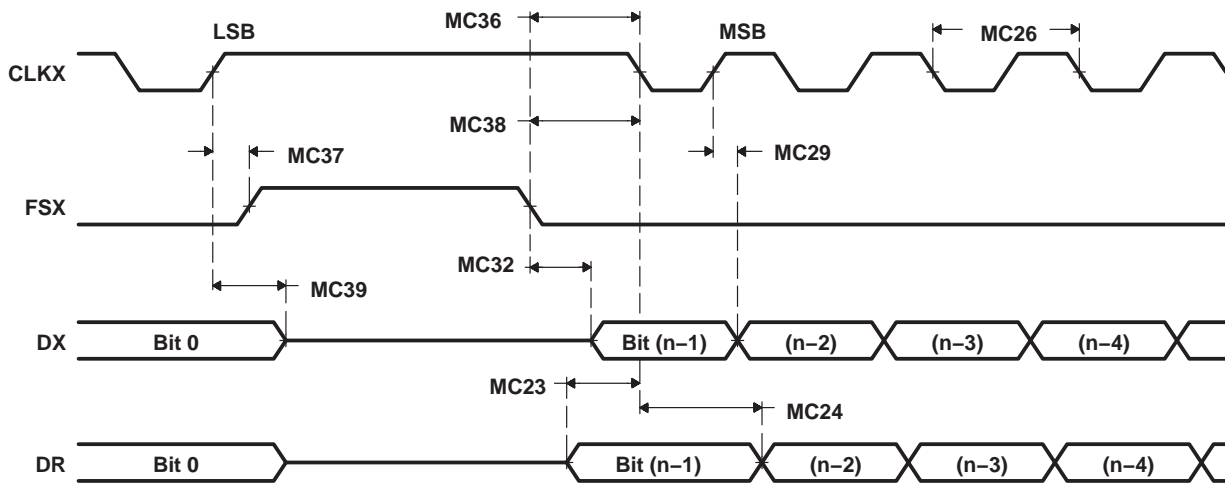 MC36
LSB
MSB
MC26
CLKX
MC38
MC37
MC29
FSX
MC32
MC39
DX
Bit 0
Bit (n−1)
(n−2)
(n−3)
(n−4)
MC23
MC24
DR
Bit 0
Bit (n−1)
(n−2)
(n−3)
(n−4)